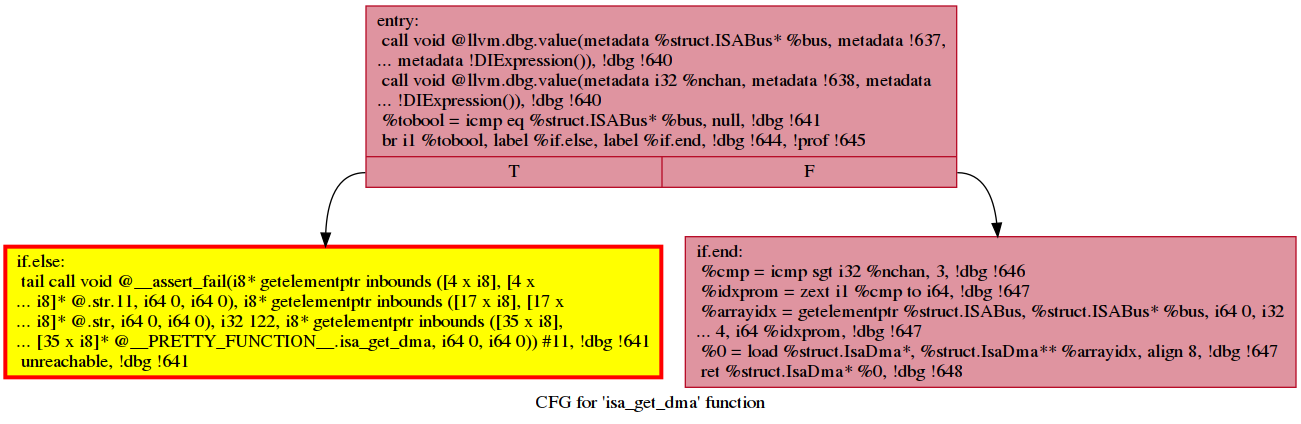 entry:
call void @llvm.dbg.value(metadata %struct.ISABus* %bus, metadata !637,
... metadata !DIExpression()), !dbg !640
call void @llvm.dbg.value(metadata i32 %nchan, metadata !638, metadata
... !DIExpression()), !dbg !640
%tobool = icmp eq %struct.ISABus* %bus, null, !dbg !641
br i1 %tobool, label %if.else, label %if.end, !dbg !644, !prof !645
T
F
if.else:
tail call void @__assert_fail(i8* getelementptr inbounds ([4 x i8], [4 x
... i8]* @.str.11, i64 0, i64 0), i8* getelementptr inbounds ([17 x i8], [17 x
... i8]* @.str, i64 0, i64 0), i32 122, i8* getelementptr inbounds ([35 x i8],
... [35 x i8]* @__PRETTY_FUNCTION__.isa_get_dma, i64 0, i64 0)) #11, !dbg !641
unreachable, !dbg !641
if.end:
%cmp = icmp sgt i32 %nchan, 3, !dbg !646
%idxprom = zext i1 %cmp to i64, !dbg !647
%arrayidx = getelementptr %struct.ISABus, %struct.ISABus* %bus, i64 0, i32
... 4, i64 %idxprom, !dbg !647
%0 = load %struct.IsaDma*, %struct.IsaDma** %arrayidx, align 8, !dbg !647
ret %struct.IsaDma* %0, !dbg !648
CFG for 'isa_get_dma' function